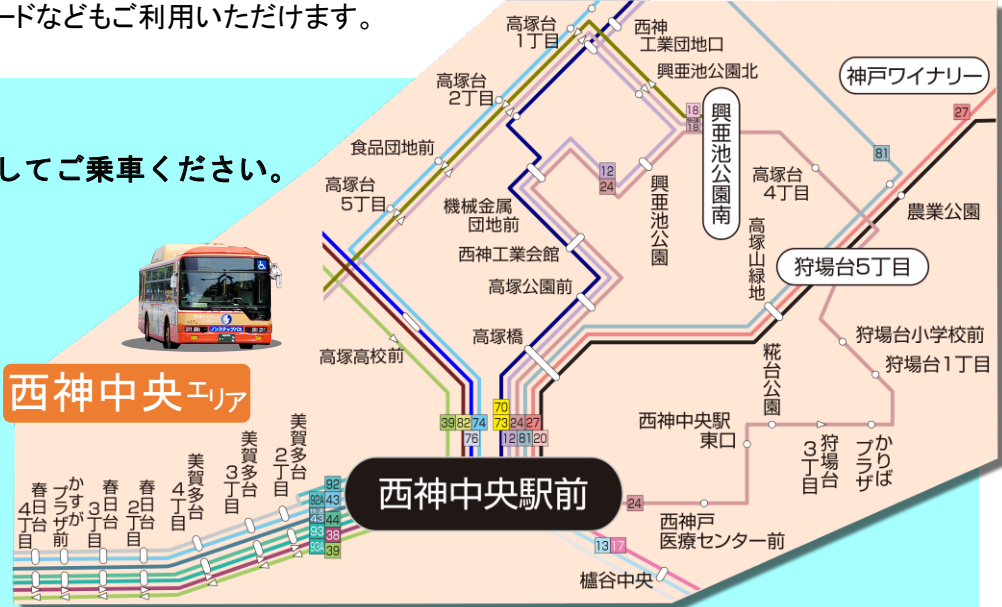 ードなどもご利用いただけます。
してご乗車ください。
西神中央エリア
高塚台
1丁目
西神
工業団地口
興亜池公園北
高塚台
2丁目
神戸ワイナリー
27
18
快速
18
興亜池公園南
食品団地前
81
高塚台
5丁目
12
24
興亜池公園
高塚台
4丁目
農業公園
機械金属
団地前
西神工業会館
高塚山緑地
狩場台5丁目
高塚公園前
高塚橋
狩場台小学校前
狩場台1丁目
高塚高校前
糀台公園
70
39
82
74
73
24
27
76
12
81
20
西神中央駅
東口
狩場台
3丁目
かりば
プラザ
西神中央駅前
24
西神戸
医療センター前
13
17
櫨谷中央
92
92A
43
快速
43
44
93
38
93A
39
美賀多台
2丁目
美賀多台
3丁目
美賀多台
4丁目
春日台
2丁目
春日台
3丁目
かすが
プラザ前
春日台
4丁目